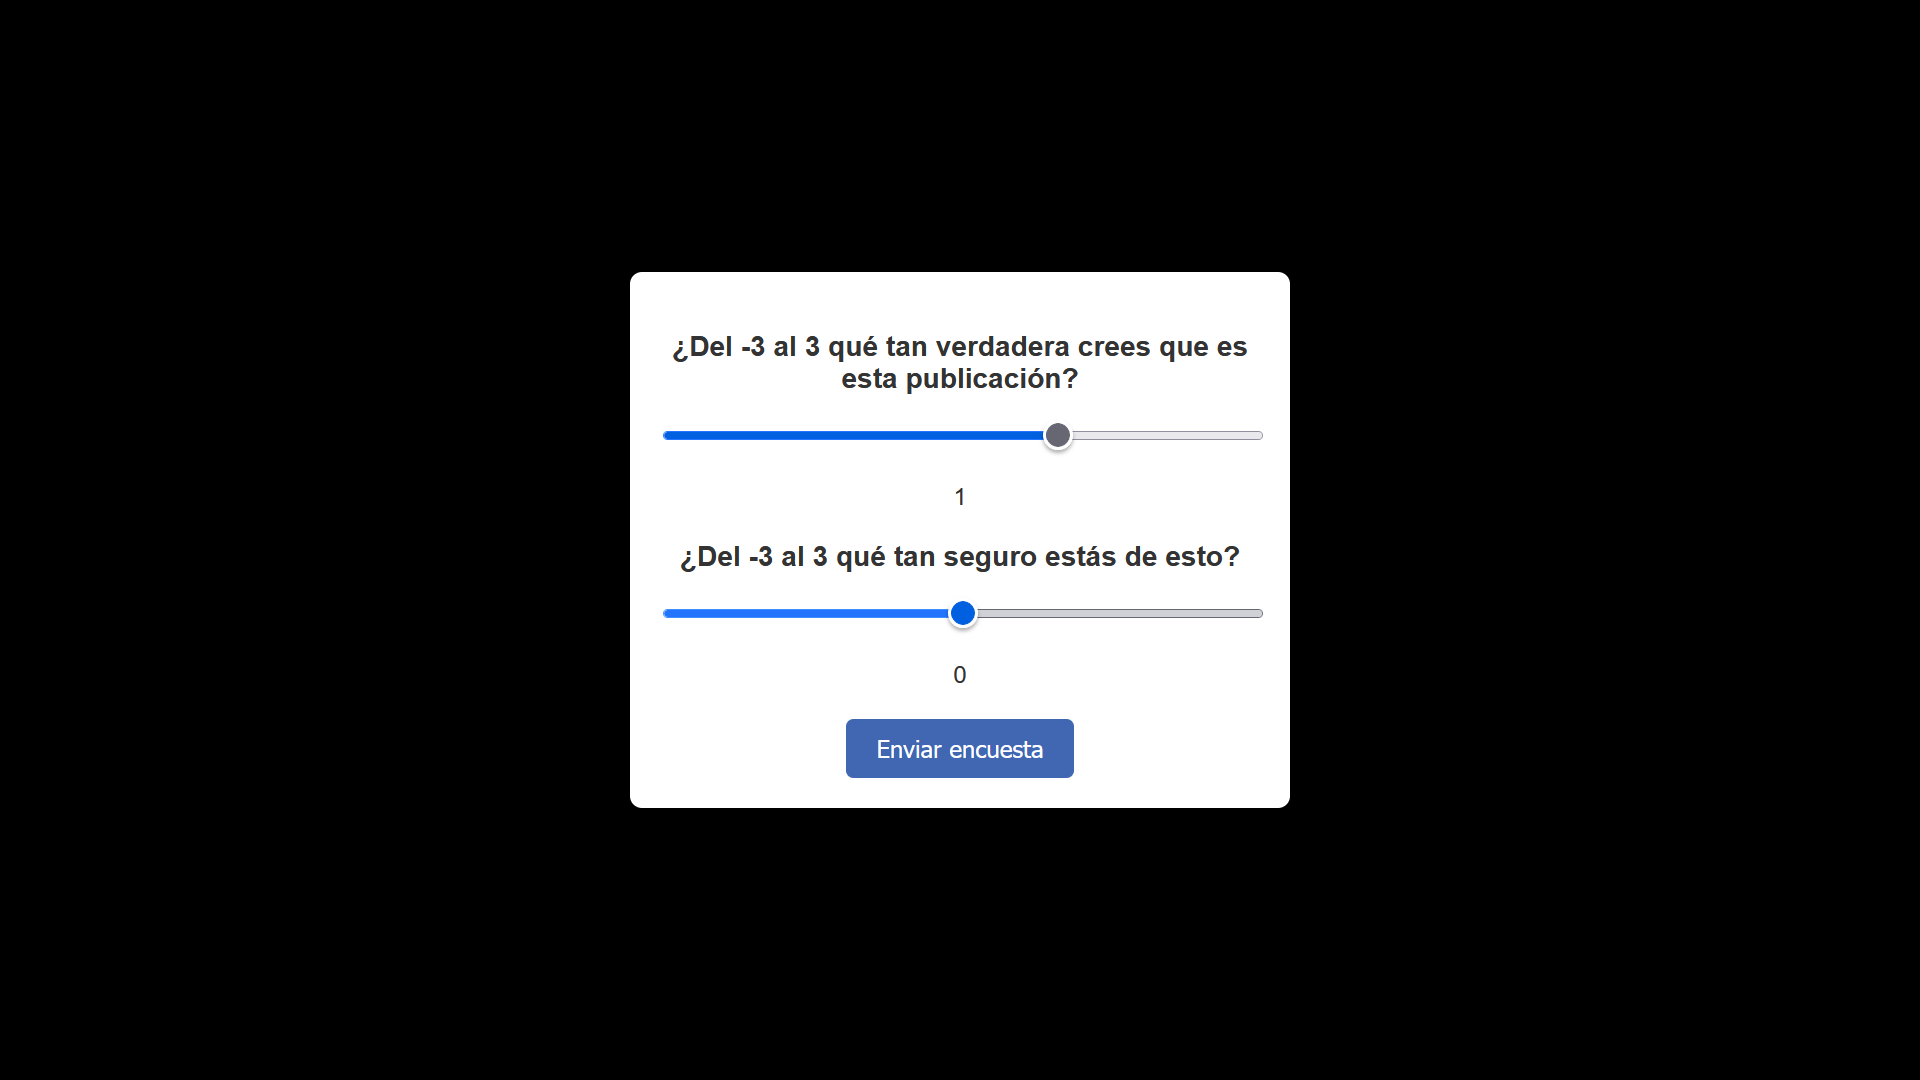 ¿Del -3 al 3 qué tan verdadera crees que es
esta publicación?
1
¿Del -3 al 3 qué tan seguro estás de esto?
0
Enviar encuesta